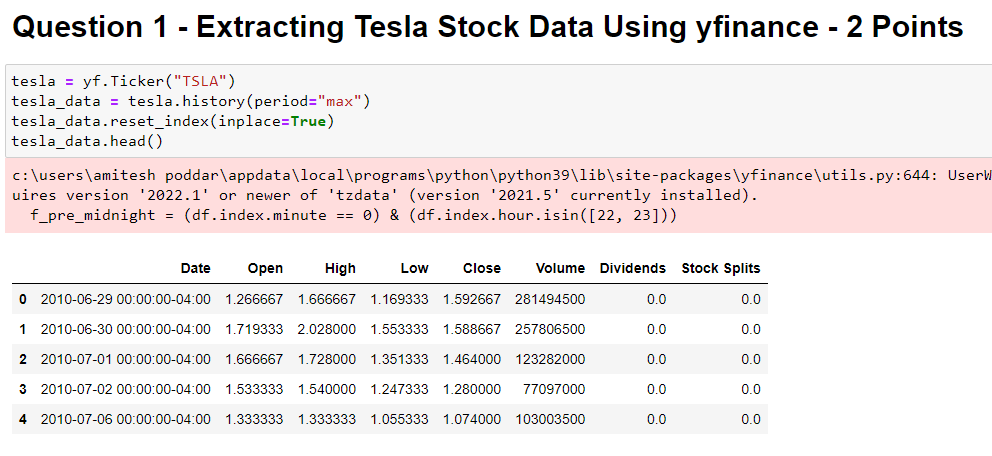 Question 1 - Extracting Tesla Stock Data Using yfinance - 2 Points
tesla = yf.Ticker("TSLA")
tesla_data = tesla.history(period="max")
tesla_data.reset_index(inplace=True)
tesla_data.head()
c:\users\amitesh poddar\appdata\local\programs\python\python39\lib\site-packages\yfinance\utils.py:644: UserW
uires version '2022.1' or newer of 'tzdata' (version '2021.5' currently installed).
f_pre_midnight = (df.index.minute == 0) & (df.index.hour.isin([22, 23]))
Date Open High Low Close Volume Dividends Stock Splits
0 2010-06-29 00:00:00-04:00 1.266667 1.666667 1.169333 1.592667 281494500 0.0 0.0
1 2010-06-30 00:00:00-04:00 1.719333 2.028000 1.553333 1.588667 257806500 0.0 0.0
2 2010-07-01 00:00:00-04:00 1.666667 1.728000 1.351333 1.464000 123282000 0.0 0.0
3 2010-07-02 00:00:00-04:00 1.533333 1.540000 1.247333 1.280000 77097000 0.0 0.0
4 2010-07-06 00:00:00-04:00 1.333333 1.333333 1.055333 1.074000 103003500 0.0 0.0